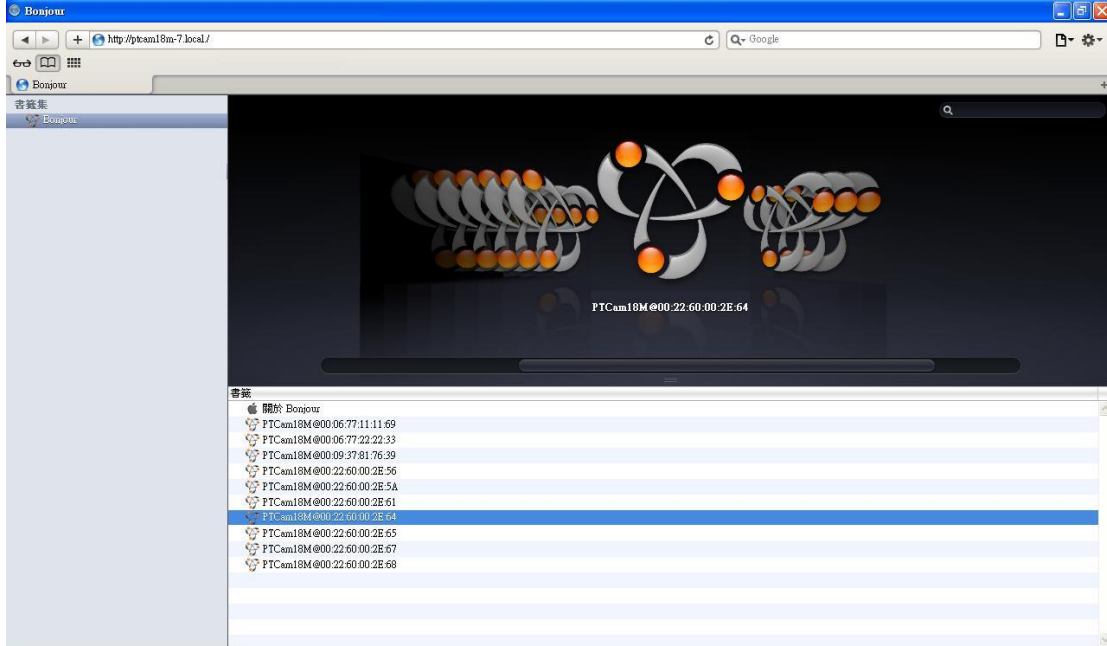 Bonjour
http://ptcam18m-7.local./
Google
Bonjour
書籤集
Bonjour
PTCam18M@00:22:60:00:2E:64
書籤
關於 Bonjour
PTCam18M@00:06:77:11:11:69
PTCam18M@00:06:77:22:22:33
PTCam18M@00:09:37:81:76:39
PTCam18M@00:22:60:00:2E:56
PTCam18M@00:22:60:00:2E:5A
PTCam18M@00:22:60:00:2E:61
PTCam18M@00:22:60:00:2E:64
PTCam18M@00:22:60:00:2E:65
PTCam18M@00:22:60:00:2E:67
PTCam18M@00:22:60:00:2E:68